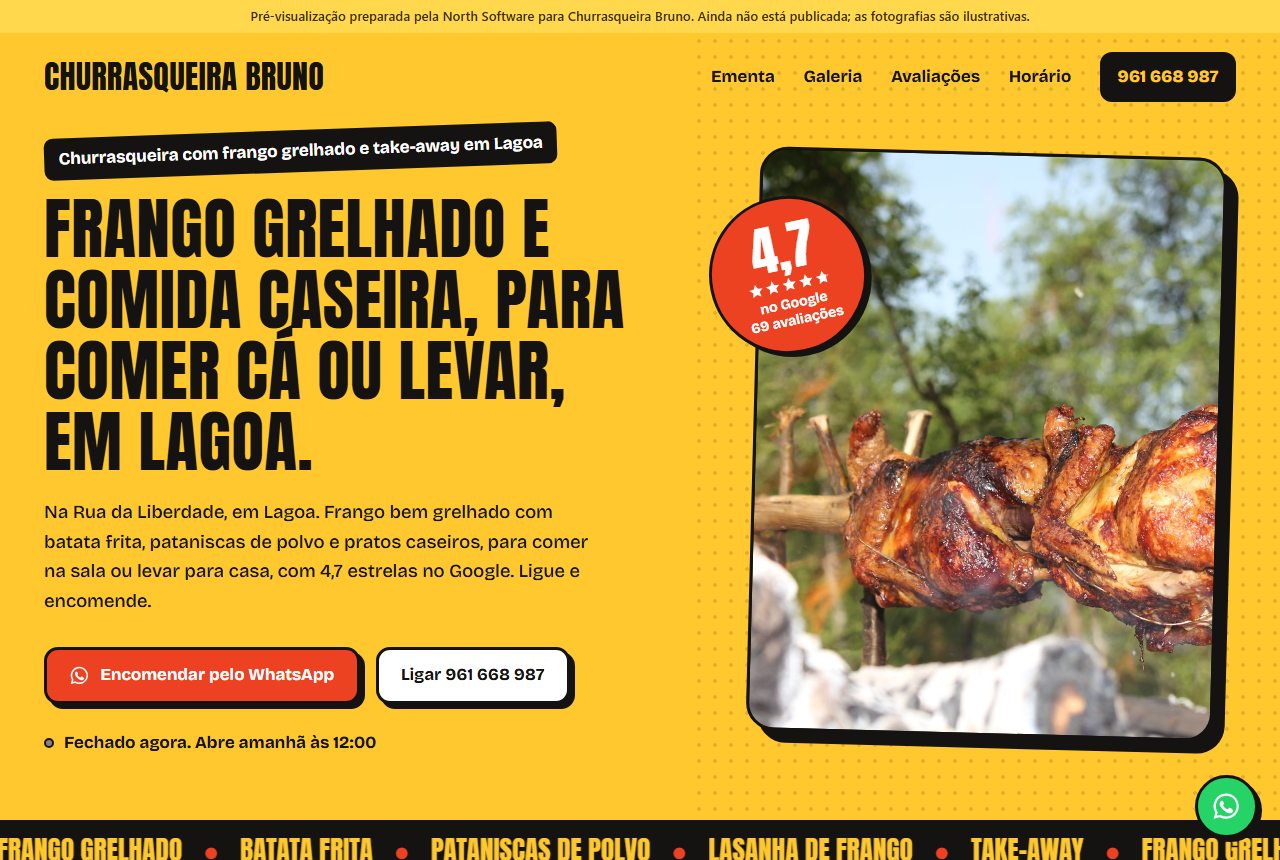 Pré-visualização preparada pela North Software para Churrasqueira Bruno. Ainda não está publicada; as fotografias são ilustrativas.
CHURRASQUEIRA BRUNO
Ementa
Galeria
Avaliações
Horário
961 668 987
Churrasqueira com frango grelhado e take-away em Lagoa
FRANGO GRELHADO E
COMIDA CASEIRA, PARA
COMER CÁ OU LEVAR,
EM LAGOA.
4,7
no Google
69 avaliações
Na Rua da Liberdade, em Lagoa. Frango bem grelhado com
batata frita, pataniscas de polvo e pratos caseiros, para comer
na sala ou levar para casa, com 4,7 estrelas no Google. Ligue e
encomende.
Encomendar pelo WhatsApp
Ligar 961 668 987
Fechado agora. Abre amanhã às 12:00
FRANGO GRELHADO
BATATA FRITA
PATANISCAS DE POLVO
LASANHA DE FRANGO
TAKE-AWAY
FRANGO GREL